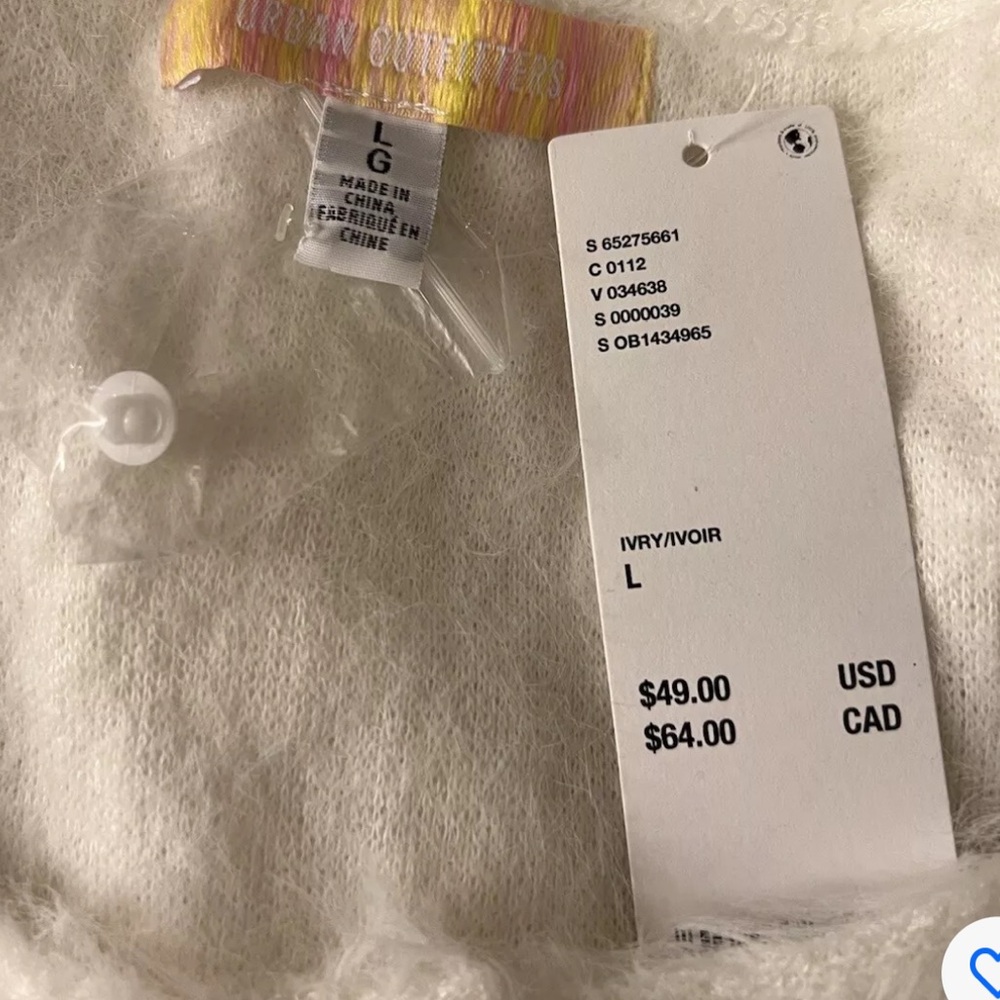 URBAN OUTFITTERS
L
G
MADE IN
CHINA
FABRIQUÉ EN
CHINE
S 65275661
C 0112
V 034638
S 0000039
S OB1434965
IVRY/IVOIR
L
$49.00 USD
$64.00 CAD